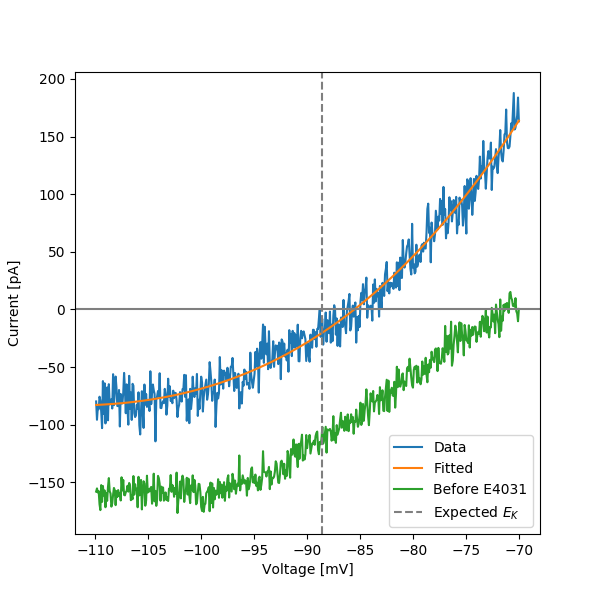 200
150
100
50
0
−50
−100
−150
−110
−105
−100
−95
−90
−85
−80
−75
−70
Current [pA]
Voltage [mV]
Data
Fitted
Before E4031
Expected E_K